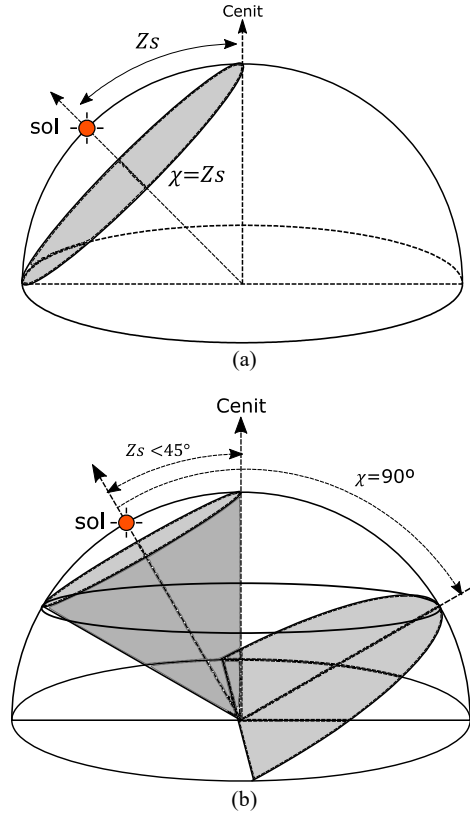 Cenit
Zs
sol
χ=Zs
(a)
Cenit
Zs <45°
χ=90º
sol
(b)